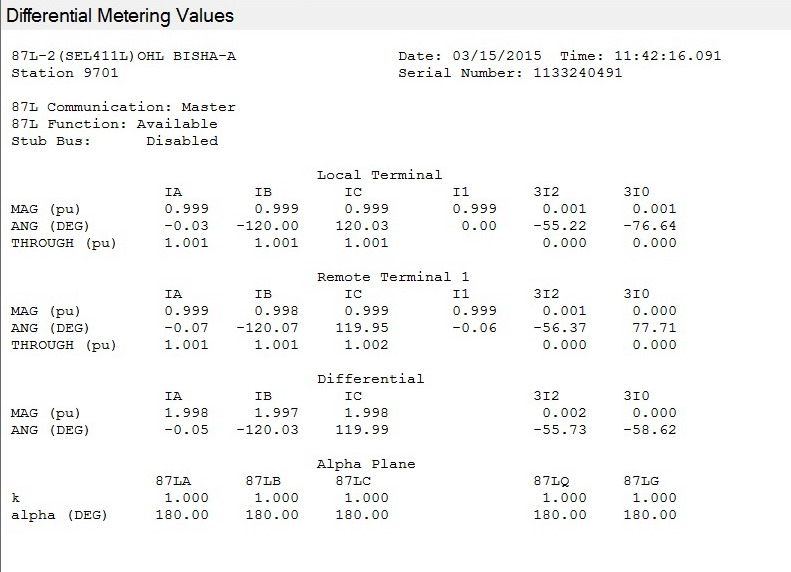 Differential Metering Values
87L-2(SEL411L)OHL BISHA-A Date: 03/15/2015 Time: 11:42:16.091
Station 9701 Serial Number: 1133240491
87L Communication: Master
87L Function: Available
Stub Bus: Disabled
Local Terminal
IA IB IC I1 3I2 3I0
MAG (pu) 0.999 0.999 0.999 0.999 0.001 0.001
ANG (DEG) -0.03 -120.00 120.03 0.00 -55.22 -76.64
THROUGH (pu) 1.001 1.001 1.001 0.000 0.000
Remote Terminal 1
IA IB IC I1 3I2 3I0
MAG (pu) 0.999 0.998 0.999 0.999 0.001 0.000
ANG (DEG) -0.07 -120.07 119.95 -0.06 -56.37 77.71
THROUGH (pu) 1.001 1.001 1.002 0.000 0.000
Differential
IA IB IC 3I2 3I0
MAG (pu) 1.998 1.997 1.998 0.002 0.000
ANG (DEG) -0.05 -120.03 119.99 -55.73 -58.62
Alpha Plane
87LA 87LB 87LC 87LQ 87LG
k 1.000 1.000 1.000 1.000 1.000
alpha (DEG) 180.00 180.00 180.00 180.00 180.00